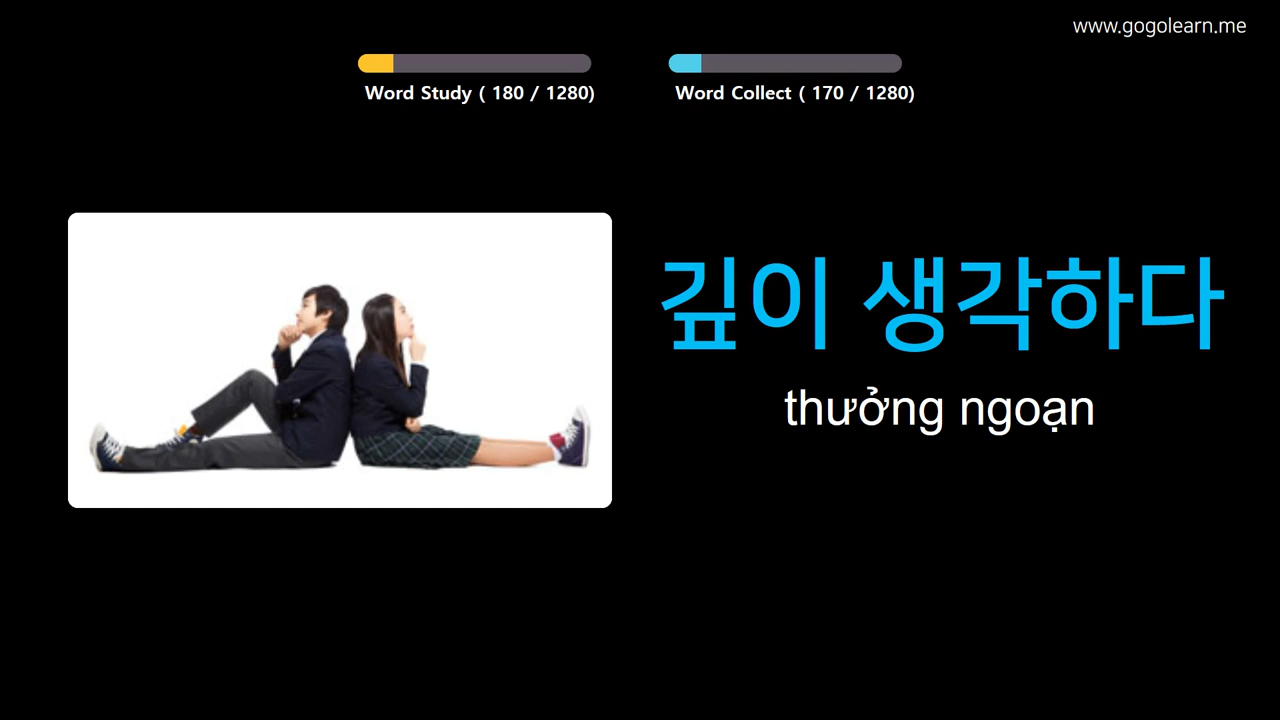 www.gogolearn.me
Word Study ( 180 / 1280)
Word Collect ( 170 / 1280)
깊이 생각하다
thưởng ngoạn